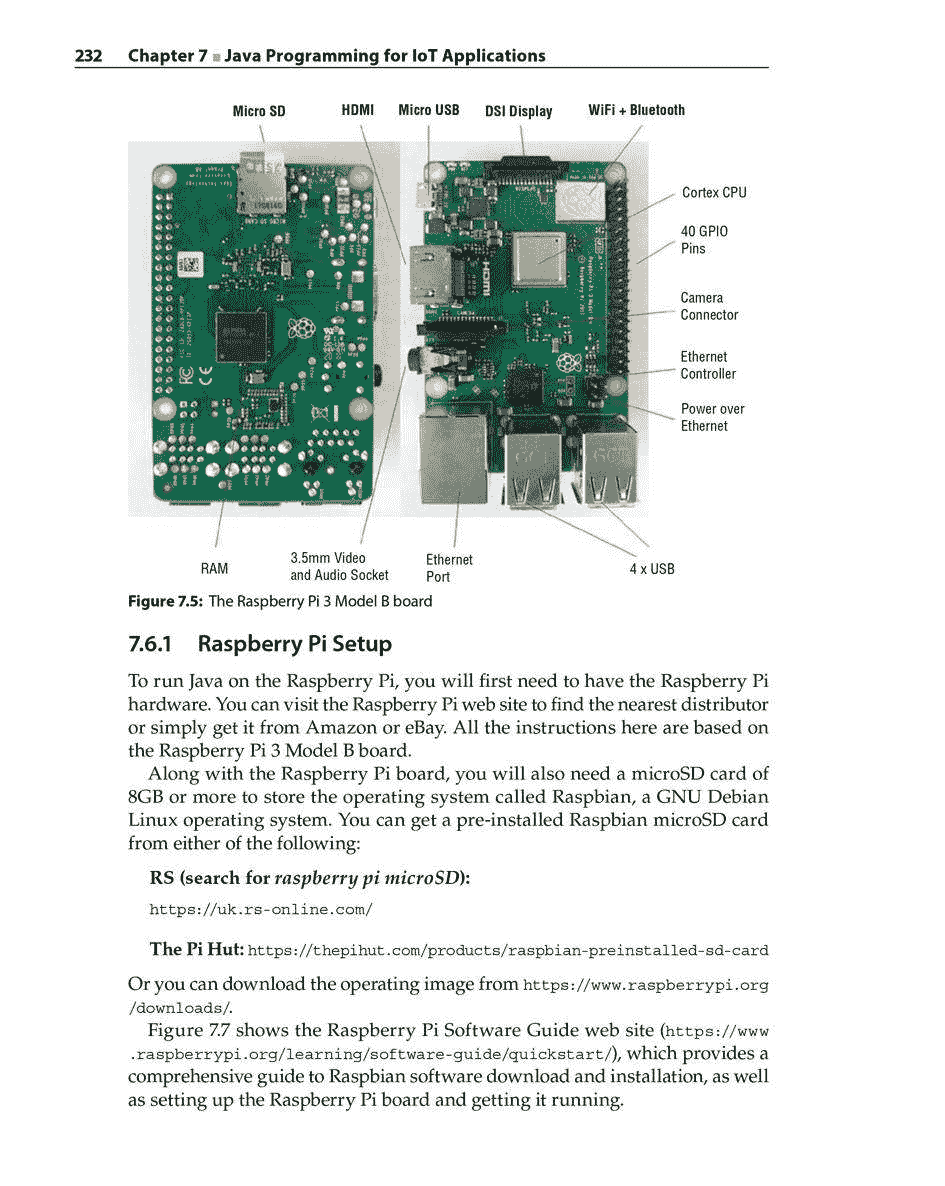 232 Chapter 7 ■ Java Programming for IoT Applications
Micro SD HDMI Micro USB DSI Display WiFi + Bluetooth
Cortex CPU
40 GPIO
Pins
Camera
Connector
Ethernet
Controller
Power over
Ethernet
HDMI
RAM
3.5mm Video
and Audio Socket
Ethernet
Port
4 x USB
Figure 7.5: The Raspberry Pi 3 Model B board
7.6.1 Raspberry Pi Setup
To run Java on the Raspberry Pi, you will first need to have the Raspberry Pi
hardware. You can visit the Raspberry Pi web site to find the nearest distributor
or simply get it from Amazon or eBay. All the instructions here are based on
the Raspberry Pi 3 Model B board.
Along with the Raspberry Pi board, you will also need a microSD card of
8GB or more to store the operating system called Raspbian, a GNU Debian
Linux operating system. You can get a pre-installed Raspbian microSD card
from either of the following:
RS (search for raspberry pi microSD):
https://uk.rs-online.com/
The Pi Hut: https://thepihut.com/products/raspbian-preinstalled-sd-card
Or you can download the operating image from https://www.raspberrypi.org
/downloads/.
Figure 7.7 shows the Raspberry Pi Software Guide web site (https://www
.raspberrypi.org/learning/software-guide/quickstart/), which provides a
comprehensive guide to Raspbian software download and installation, as well
as setting up the Raspberry Pi board and getting it running.